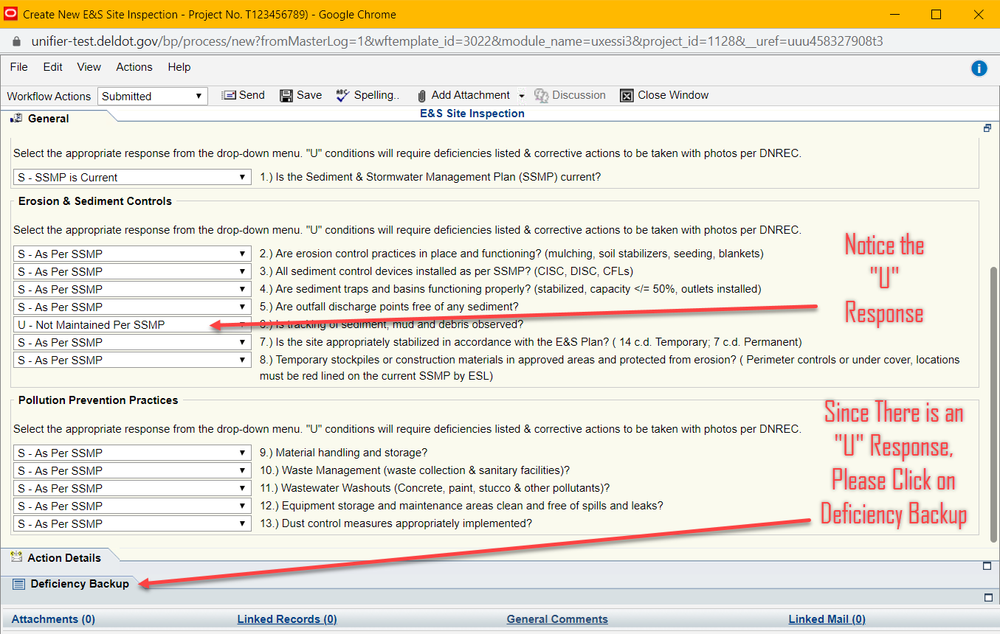 Create New E&S Site Inspection - Project No. T123456789) - Google Chrome
unifier-test.deldot.gov/bp/process/new?fromMasterLog=1&wftemplate_id=3022&module_name=uxessi3&project_id=1128&__uref=uuu458327908t3
File Edit View Actions Help
Workflow Actions Submitted Send Save ABC Spelling.. Add Attachment Discussion Close Window
General E&S Site Inspection
Select the appropriate response from the drop-down menu. "U" conditions will require deficiencies listed & corrective actions to be taken with photos per DNREC.
S - SSMP is Current 1.) Is the Sediment & Stormwater Management Plan (SSMP) current?
Erosion & Sediment Controls
Select the appropriate response from the drop-down menu. "U" conditions will require deficiencies listed & corrective actions to be taken with photos per DNREC.
Notice the
"U"
Response
S - As Per SSMP 2.) Are erosion control practices in place and functioning? (mulching, soil stabilizers, seeding, blankets)
S - As Per SSMP 3.) All sediment control devices installed as per SSMP? (CISC, DISC, CFLs)
S - As Per SSMP 4.) Are sediment traps and basins functioning properly? (stabilized, capacity </= 50%, outlets installed)
S - As Per SSMP 5.) Are outfall discharge points free of any sediment?
U - Not Maintained Per SSMP 6.) Is tracking of sediment, mud and debris observed?
S - As Per SSMP 7.) Is the site appropriately stabilized in accordance with the E&S Plan? ( 14 c.d. Temporary; 7 c.d. Permanent)
S - As Per SSMP 8.) Temporary stockpiles or construction materials in approved areas and protected from erosion? ( Perimeter controls or under cover, locations
must be red lined on the current SSMP by ESL)
Pollution Prevention Practices
Select the appropriate response from the drop-down menu. "U" conditions will require deficiencies listed & corrective actions to be taken with photos per DNREC.
Since There is an
"U" Response,
Please Click on
Deficiency Backup
S - As Per SSMP 9.) Material handling and storage?
S - As Per SSMP 10.) Waste Management (waste collection & sanitary facilities)?
S - As Per SSMP 11.) Wastewater Washouts (Concrete, paint, stucco & other pollutants)?
S - As Per SSMP 12.) Equipment storage and maintenance areas clean and free of spills and leaks?
S - As Per SSMP 13.) Dust control measures appropriately implemented?
Action Details
Deficiency Backup
Attachments (0) Linked Records (0) General Comments Linked Mail (0)